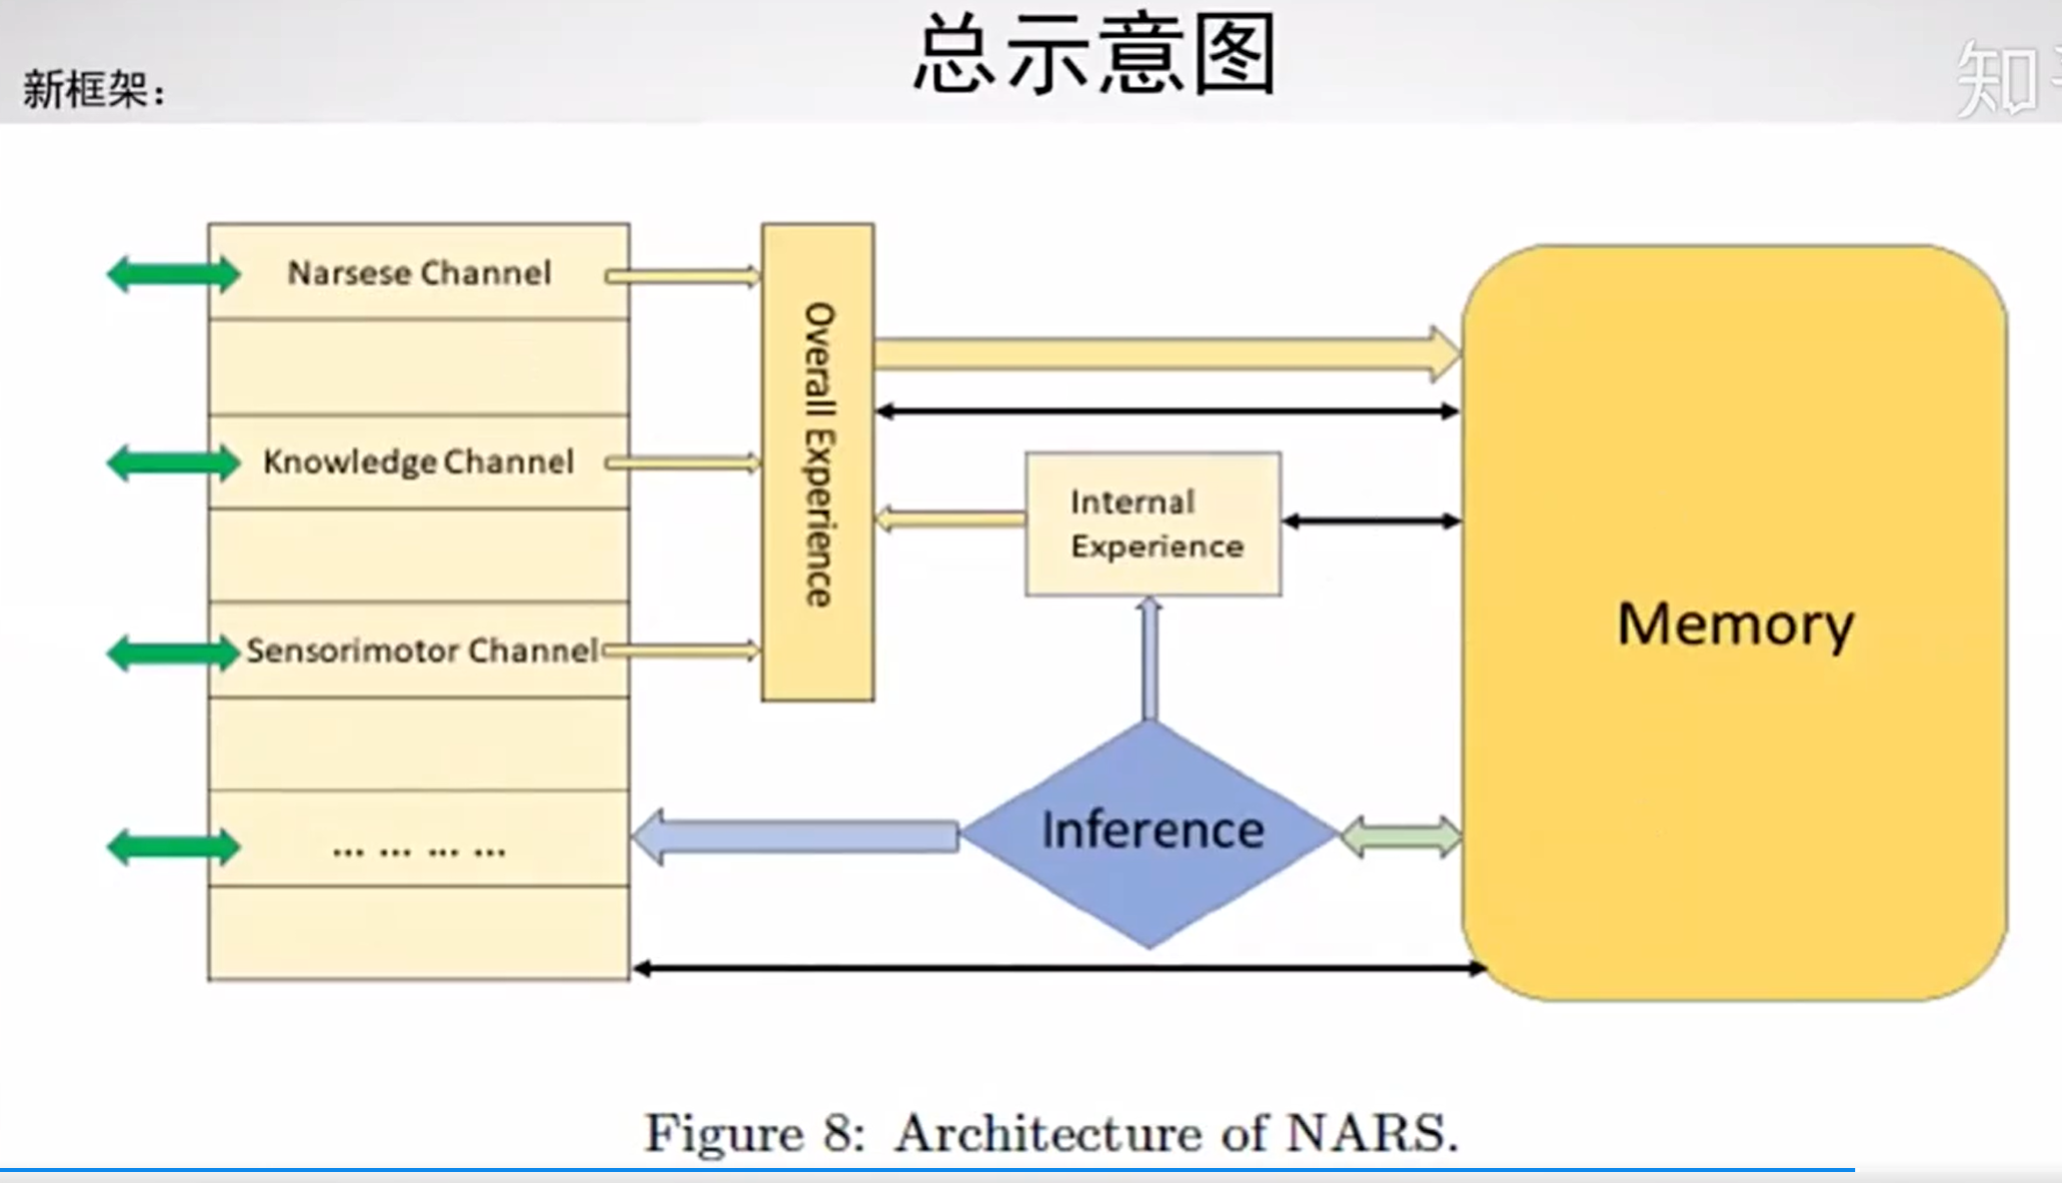 总示意图
新框架：
知
Narsese Channel
Knowledge Channel
Sensorimotor Channel
... ... ... ...
Overall Experience
Internal
Experience
Inference
Memory
Figure 8: Architecture of NARS.